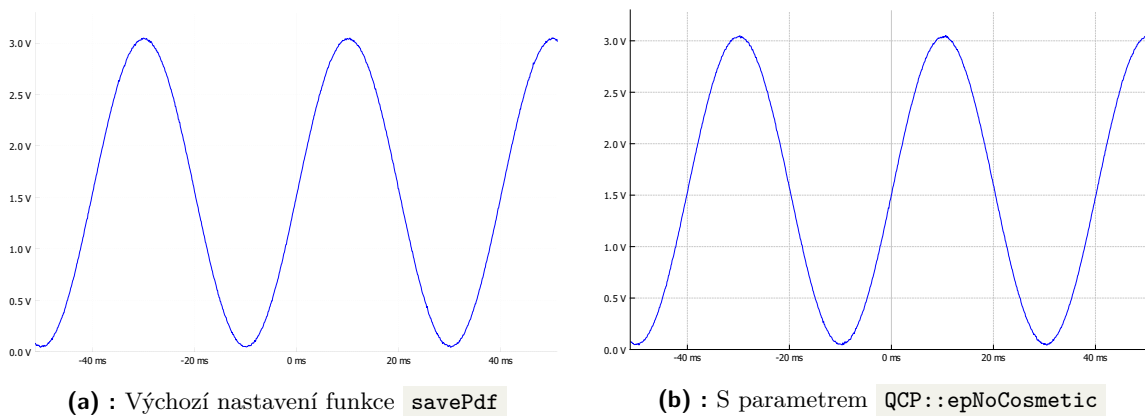 3.0 V
2.5 V
2.0 V
1.5 V
1.0 V
0.5 V
0.0 V
-40 ms
-20 ms
0 ms
20 ms
40 ms
(a) : Výchozí nastavení funkce savePdf
3.0 V
2.5 V
2.0 V
1.5 V
1.0 V
0.5 V
0.0 V
-40 ms
-20 ms
0 ms
20 ms
40 ms
(b) : S parametrem QCP::epNoCosmetic